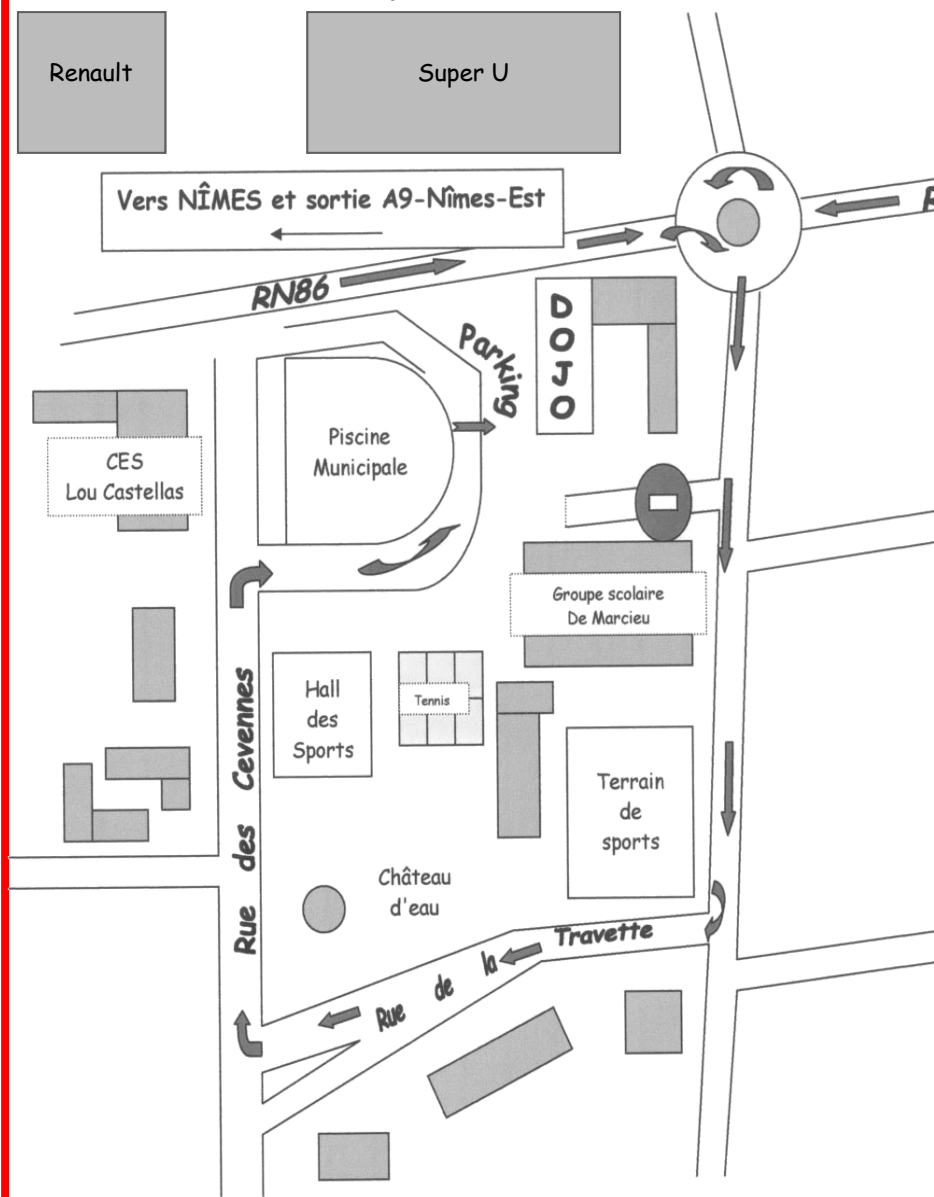 Renault
Super U
Vers NÎMES et sortie A9-Nîmes-Est
RN86
Parking
DOJO
Piscine
Municipale
CES
Lou Castellas
Groupe scolaire
De Marcieu
Hall
des
Sports
Tennis
Terrain
de
sports
Rue des Cevennes
Château
d'eau
Rue de la Travette